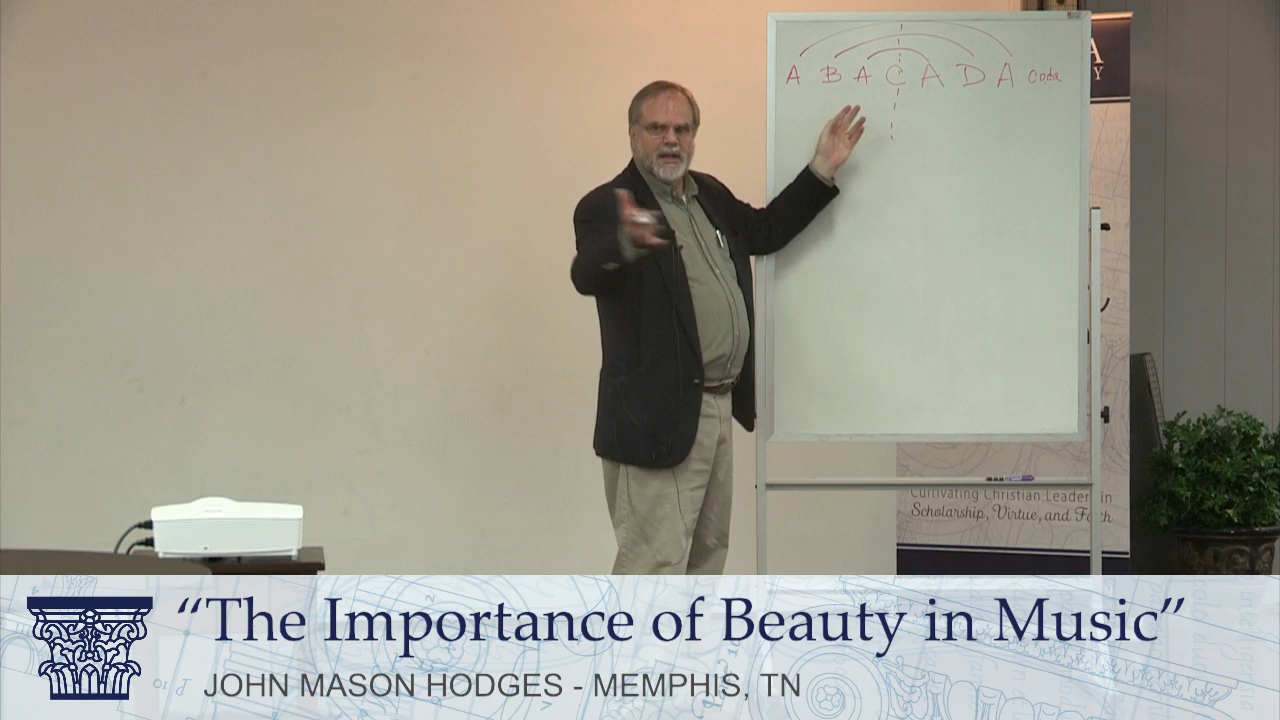 A B A C A D A Coda
A
Y
Cultivating Christian Leaders in
Scholarship, Virtue, and Faith
“The Importance of Beauty in Music”
JOHN MASON HODGES - MEMPHIS, TN